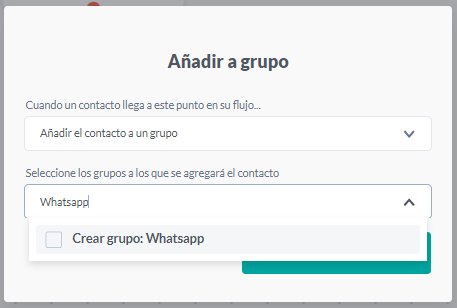 Añadir a grupo
Cuando un contacto llega a este punto en su flujo...
Añadir el contacto a un grupo
Seleccione los grupos a los que se agregará el contacto
Whatsapp
Crear grupo: Whatsapp